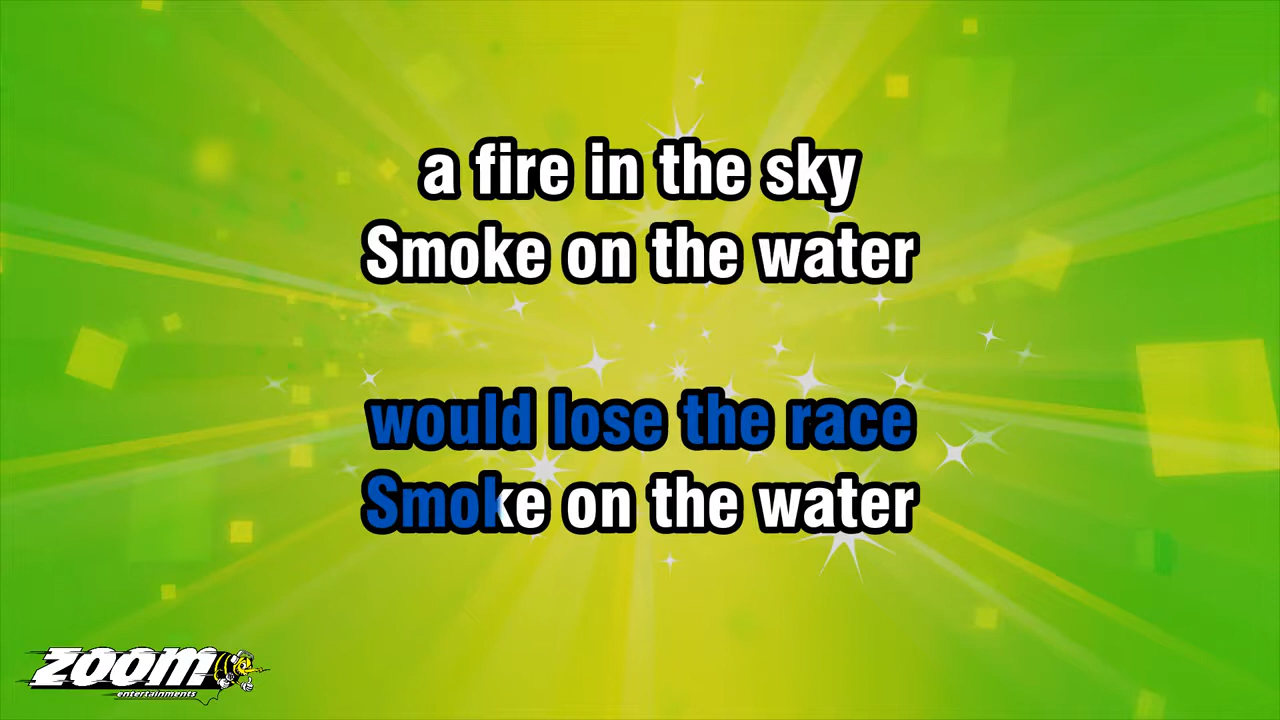 a fire in the sky
Smoke on the water
would lose the race
Smoke on the water
zoom
entertainments